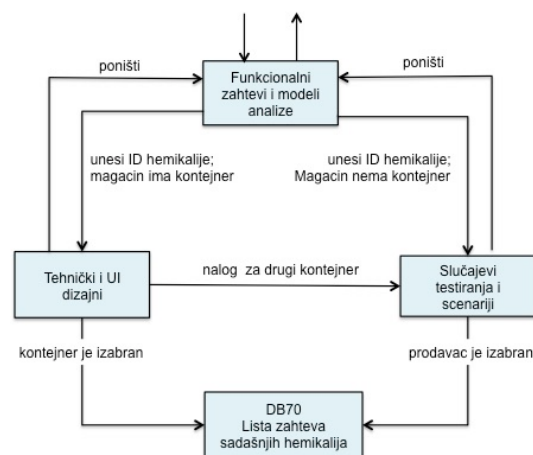 poništi
poništi
Funkcionalni
zahtevi i modeli
analize
unesi ID hemikalije;
magacin ima kontejner
unesi ID hemikalije;
Magacin nema kontejner
Tehnički i UI
dizajni
nalog za drugi kontejner
Slučajevi
testiranja i
scenariji
kontejner je izabran
prodavac je izabran
DB70
Lista zahteva
sadašnjih hemikalija